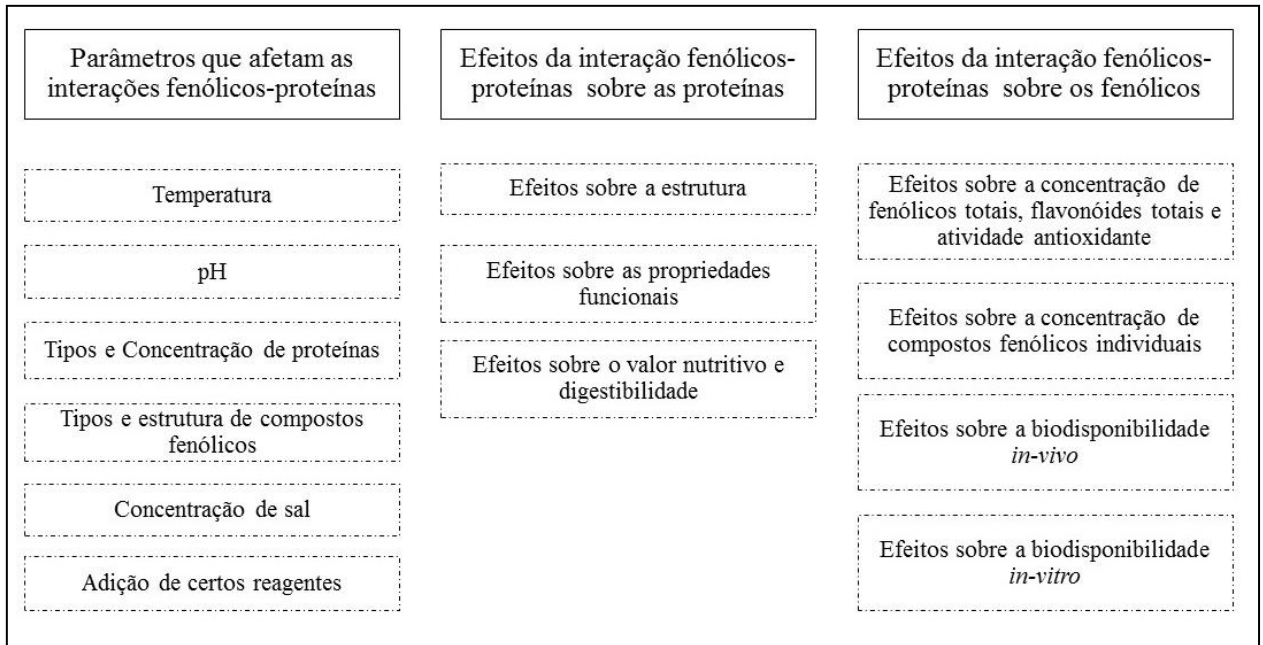 Parâmetros que afetam as
interações fenólicos-proteínas
Temperatura
pH
Tipos e Concentração de proteínas
Tipos e estrutura de compostos
fenólicos
Concentração de sal
Adição de certos reagentes
Efeitos da interação fenólicos-
proteínas sobre as proteínas
Efeitos sobre a estrutura
Efeitos sobre as propriedades
funcionais
Efeitos sobre o valor nutritivo e
digestibilidade
Efeitos da interação fenólicos-
proteínas sobre os fenólicos
Efeitos sobre a concentração de
fenólicos totais, flavonóides totais e
atividade antioxidante
Efeitos sobre a concentração de
compostos fenólicos individuais
Efeitos sobre a biodisponibilidade
in-vivo
Efeitos sobre a biodisponibilidade
in-vitro